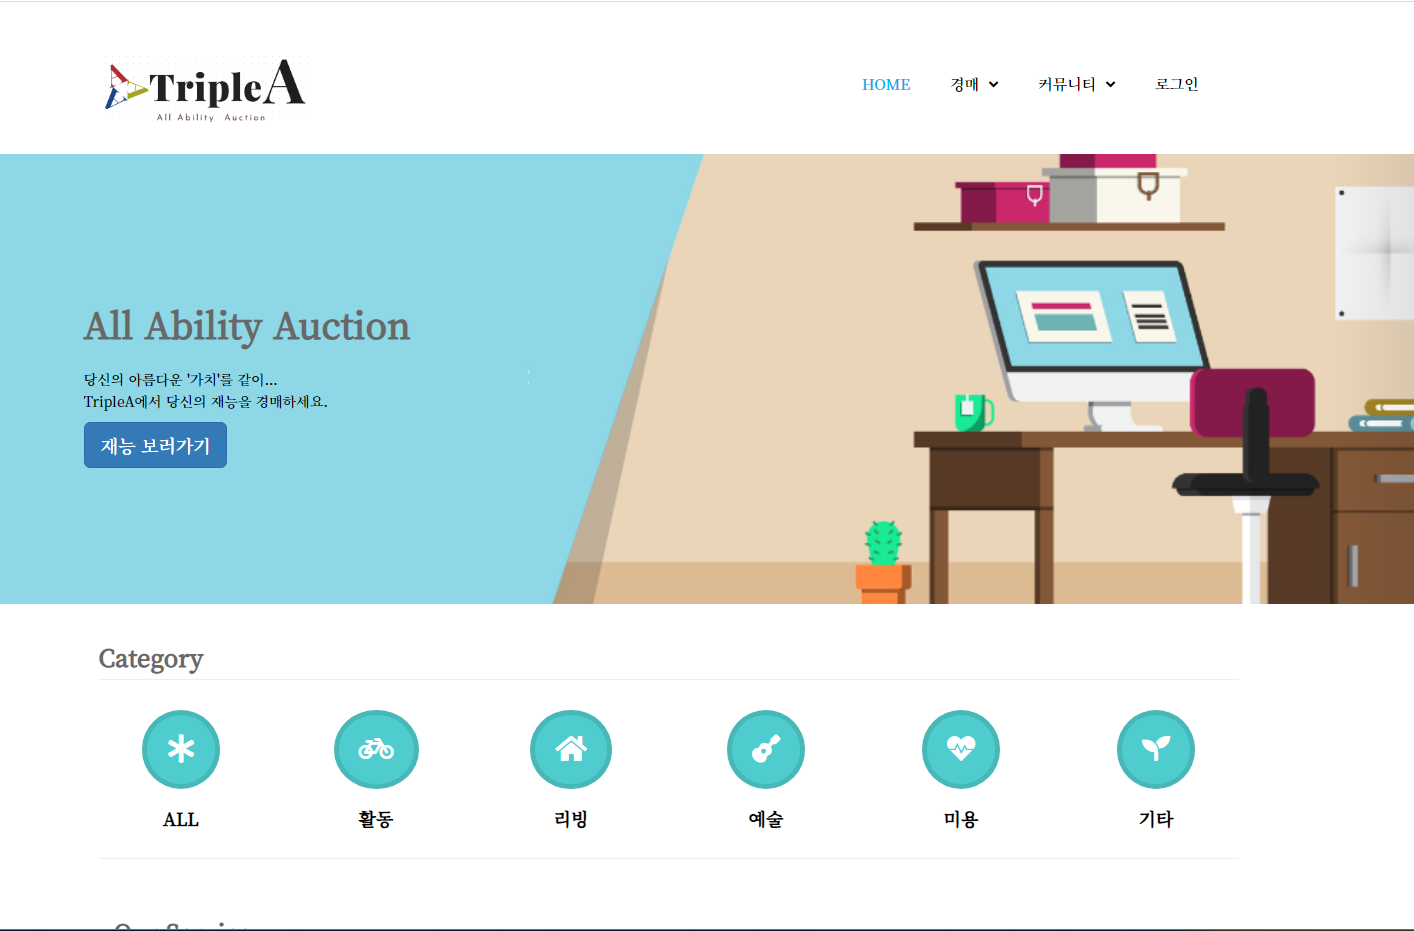 TripleA
All Ability Auction
HOME
경매
커뮤니티
로그인
All Ability Auction
당신의 아름다운 '가치'를 같이...
TripleA에서 당신의 재능을 경매하세요.
재능 보러가기
Category
ALL
활동
리빙
예술
미용
기타